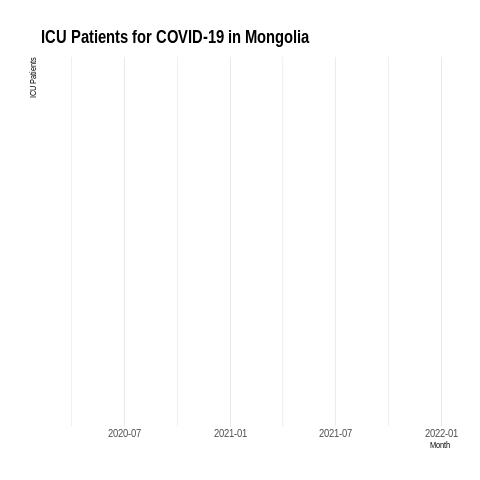 ICU Patients for COVID-19 in Mongolia
ICU Patients
2020-07 2021-01 2021-07 2022-01
Month